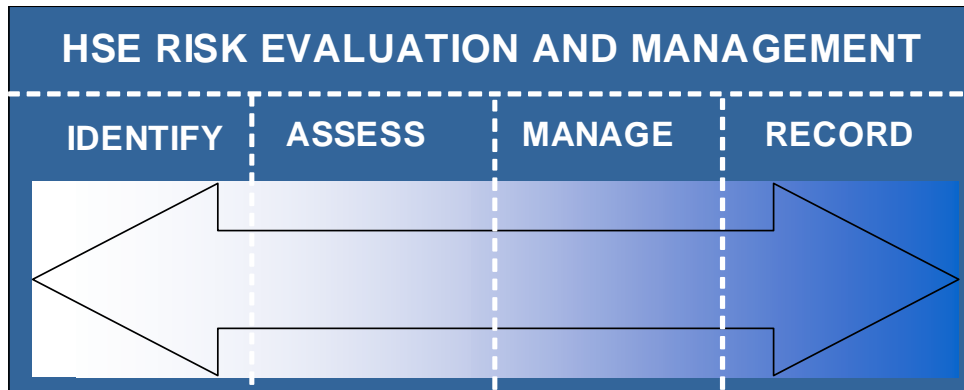 HSE RISK EVALUATION AND MANAGEMENT
IDENTIFY ASSESS MANAGE RECORD